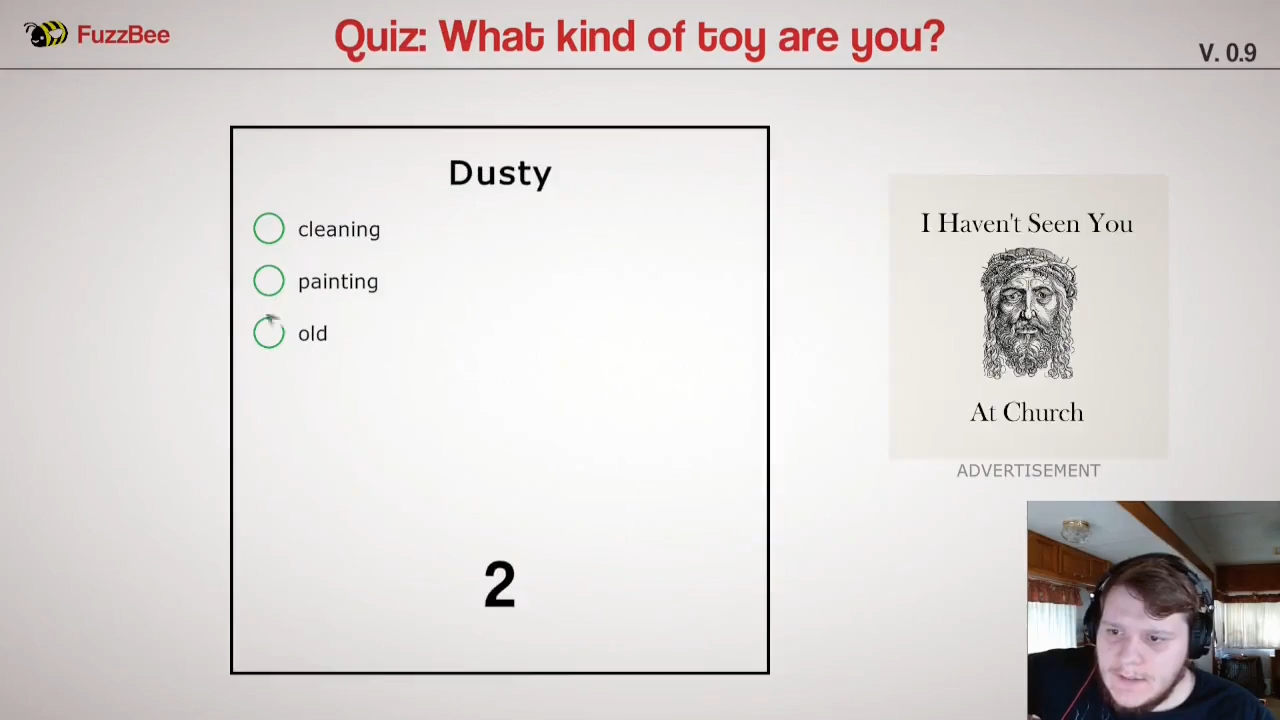 FuzzBee
Quiz: What kind of toy are you?
V. 0.9
Dusty
cleaning
painting
old
2
I Haven't Seen You
At Church
ADVERTISEMENT